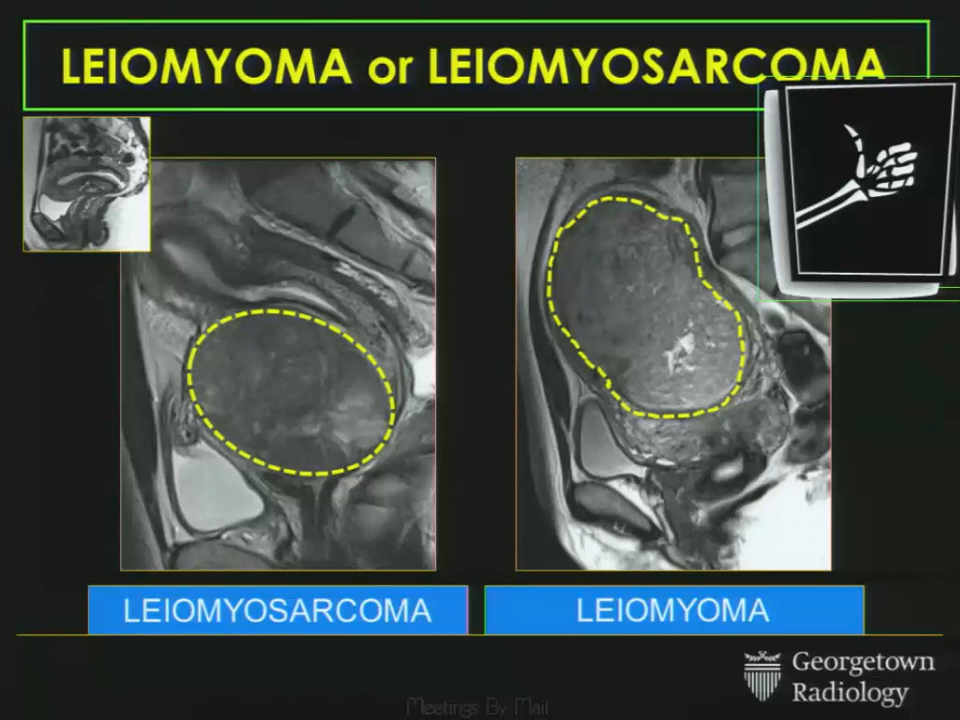 LEIOMYOMA or LEIOMYOSARCOMA
LEIOMYOSARCOMA
LEIOMYOMA
Georgetown
Radiology
Meetings By Mail